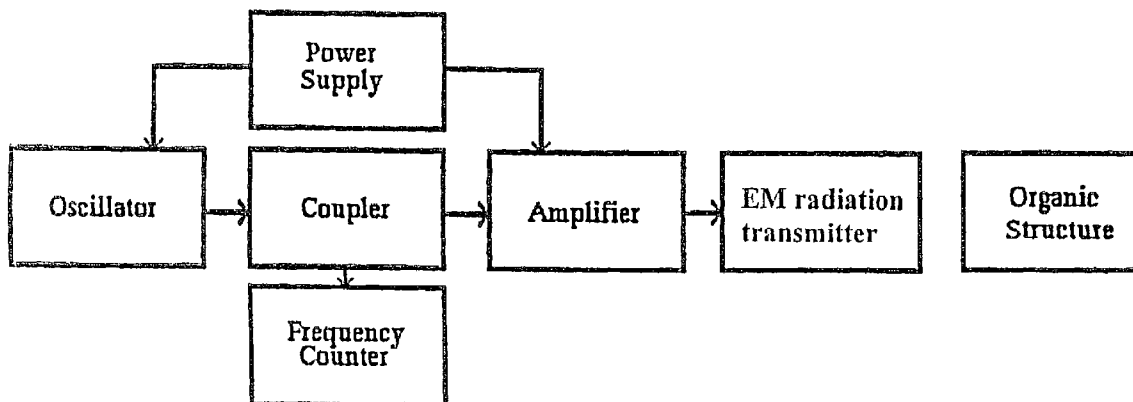 Power
Supply
Oscillator
Coupler
Amplifier
EM radiation
transmitter
Organic
Structure
Frequency
Counter